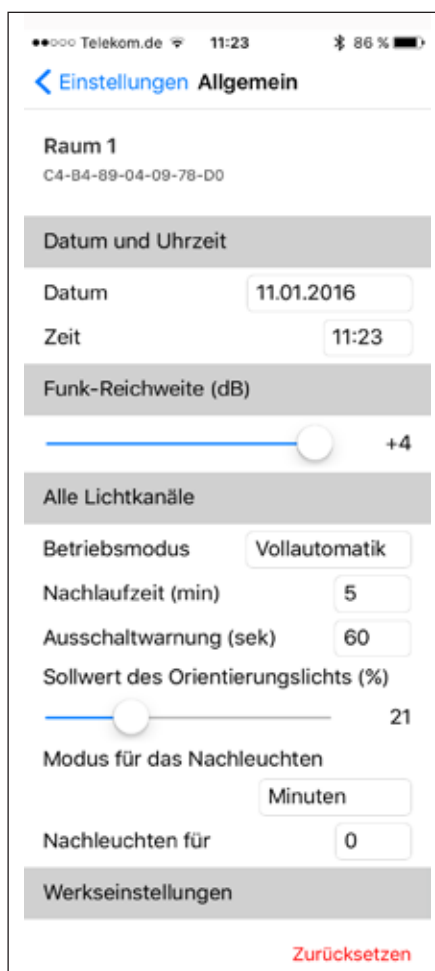 Telekom.de 11:23 86 %
Einstellungen Allgemein
Raum 1
C4-B4-89-04-09-78-D0
Datum und Uhrzeit
Datum 11.01.2016
Zeit 11:23
Funk-Reichweite (dB)
+4
Alle Lichtkanäle
Betriebsmodus Vollautomatik
Nachlaufzeit (min) 5
Ausschaltwarnung (sek) 60
Sollwert des Orientierungslichts (%)
21
Modus für das Nachleuchten
Minuten
Nachleuchten für 0
Werkseinstellungen
Zurücksetzen